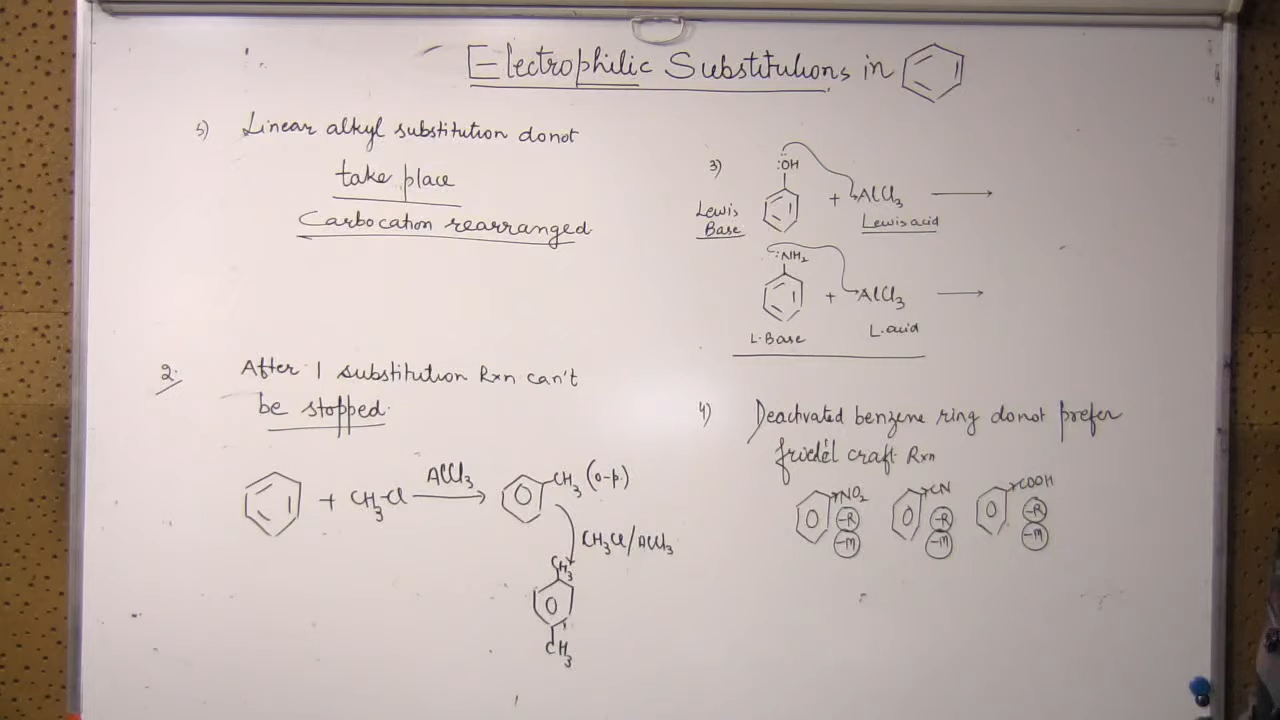 Electrophilic Substitutions in
5) Linear alkyl substitution donot
take place
Carbocation rearranged
2. After 1 substitution Rxn can't
be stopped.
+ CH3-Cl AlCl3 CH3 (o-p)
CH3Cl/AlCl3
CH3
CH3
3) :ÖH
Lewis
Base
+ AlCl3
Lewis acid
:NH2
+ AlCl3
L. Base L. acid
4) Deactivated benzene ring donot prefer
friedél craft Rxn
NO2 CN COOH
-R -R -R
-M -M -M